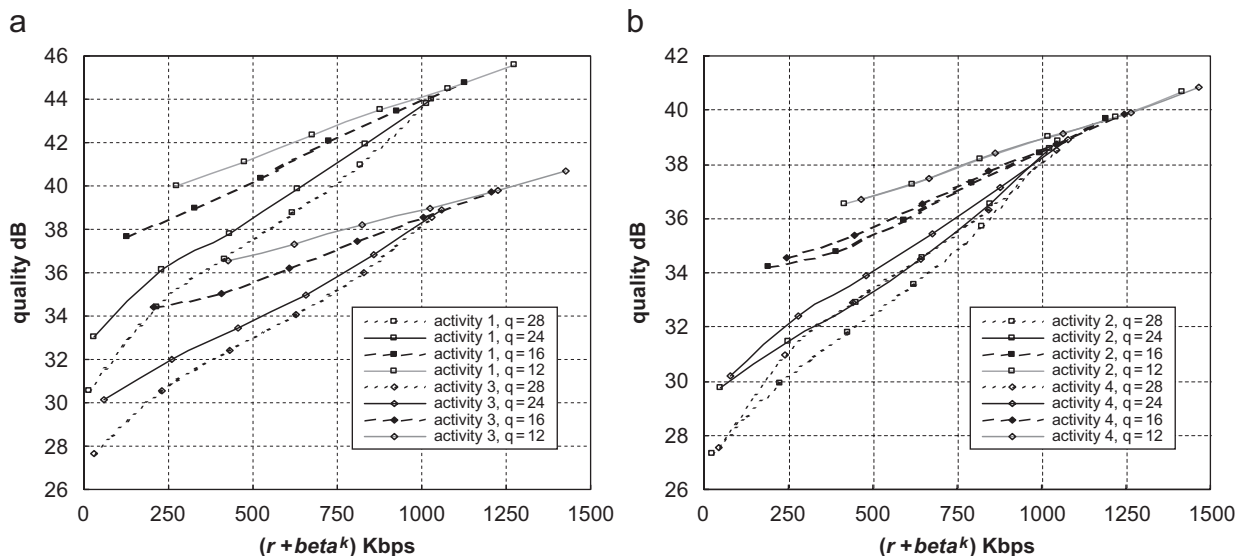 a
46
44
42
40
38
36
34
32
30
28
26
quality dB
0 250 500 750 1000 1250 1500
(r + beta^k) Kbps
activity 1, q = 28
activity 1, q = 24
activity 1, q = 16
activity 1, q = 12
activity 3, q = 28
activity 3, q = 24
activity 3, q = 16
activity 3, q = 12
b
42
40
38
36
34
32
30
28
26
quality dB
0 250 500 750 1000 1250 1500
(r + beta^k) Kbps
activity 2, q = 28
activity 2, q = 24
activity 2, q = 16
activity 2, q = 12
activity 4, q = 28
activity 4, q = 24
activity 4, q = 16
activity 4, q = 12